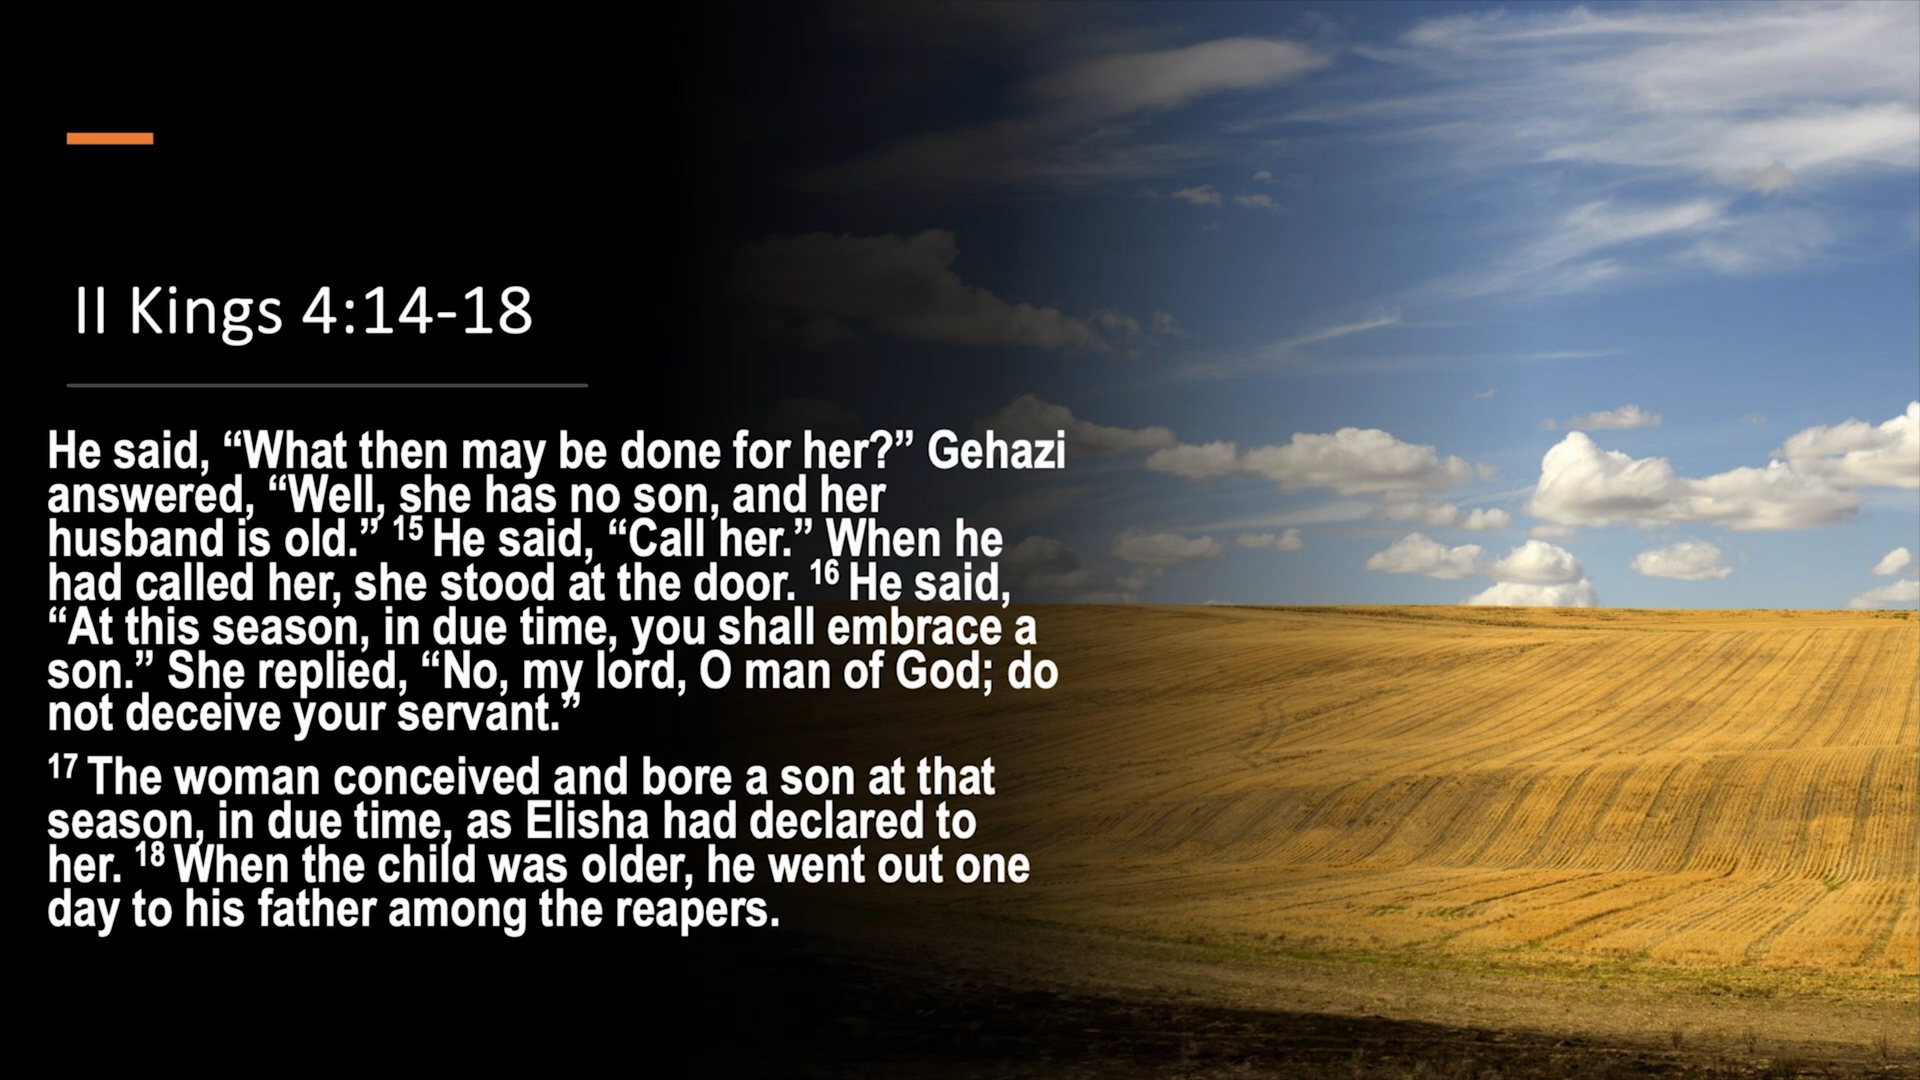 II Kings 4:14-18
He said, “What then may be done for her?” Gehazi
answered, “Well, she has no son, and her
husband is old.” 15 He said, “Call her.” When he
had called her, she stood at the door. 16 He said,
“At this season, in due time, you shall embrace a
son.” She replied, “No, my lord, O man of God; do
not deceive your servant.”
17 The woman conceived and bore a son at that
season, in due time, as Elisha had declared to
her. 18 When the child was older, he went out one
day to his father among the reapers.